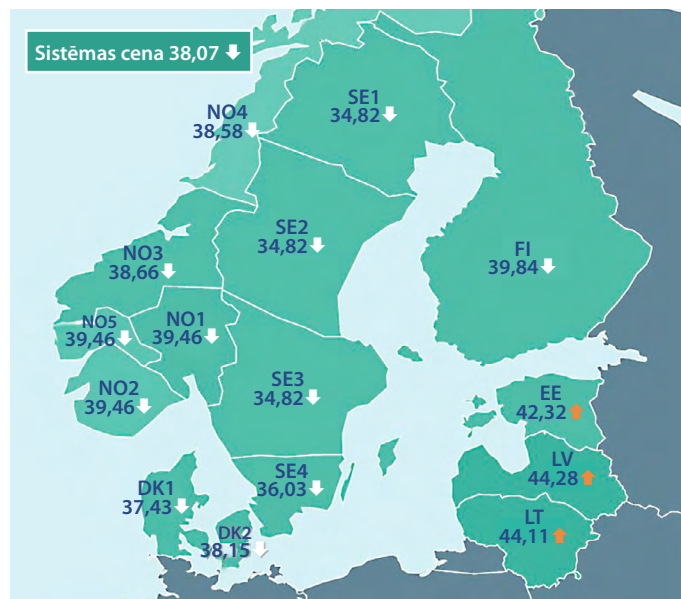 Sistēmas cena 38,07
NO4
38,58
SE1
34,82
SE2
34,82
FI
39,84
NO3
38,66
NO5
39,46
NO1
39,46
NO2
39,46
SE3
34,82
EE
42,32
LV
44,28
SE4
36,03
DK1
37,43
LT
44,11
DK2
38,15